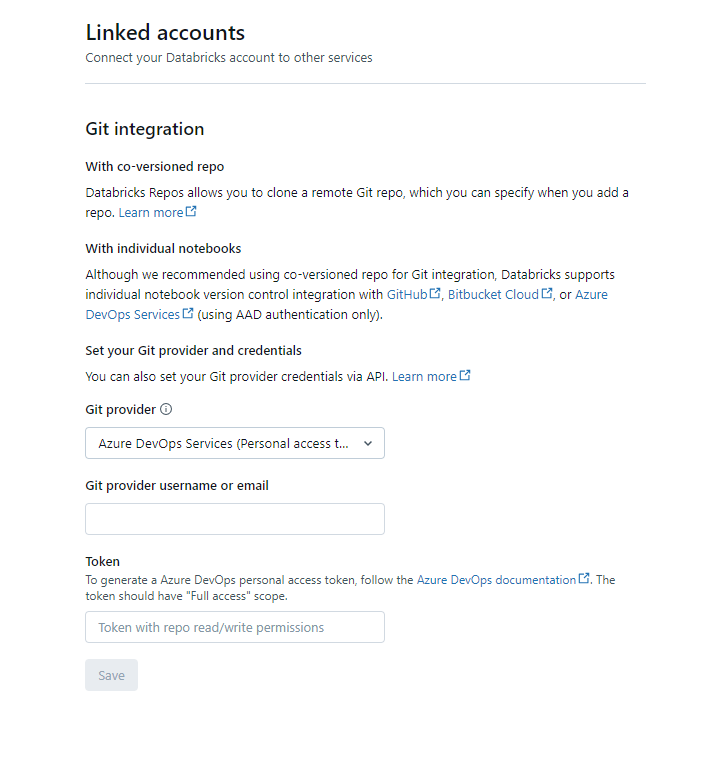 Linked accounts
Connect your Databricks account to other services
Git integration
With co-versioned repo
Databricks Repos allows you to clone a remote Git repo, which you can specify when you add a
repo. Learn more
With individual notebooks
Although we recommended using co-versioned repo for Git integration, Databricks supports
individual notebook version control integration with GitHub, Bitbucket Cloud, or Azure
DevOps Services (using AAD authentication only).
Set your Git provider and credentials
You can also set your Git provider credentials via API. Learn more
Git provider
Azure DevOps Services (Personal access t...
Git provider username or email
Token
To generate a Azure DevOps personal access token, follow the Azure DevOps documentation. The
token should have "Full access" scope.
Token with repo read/write permissions
Save